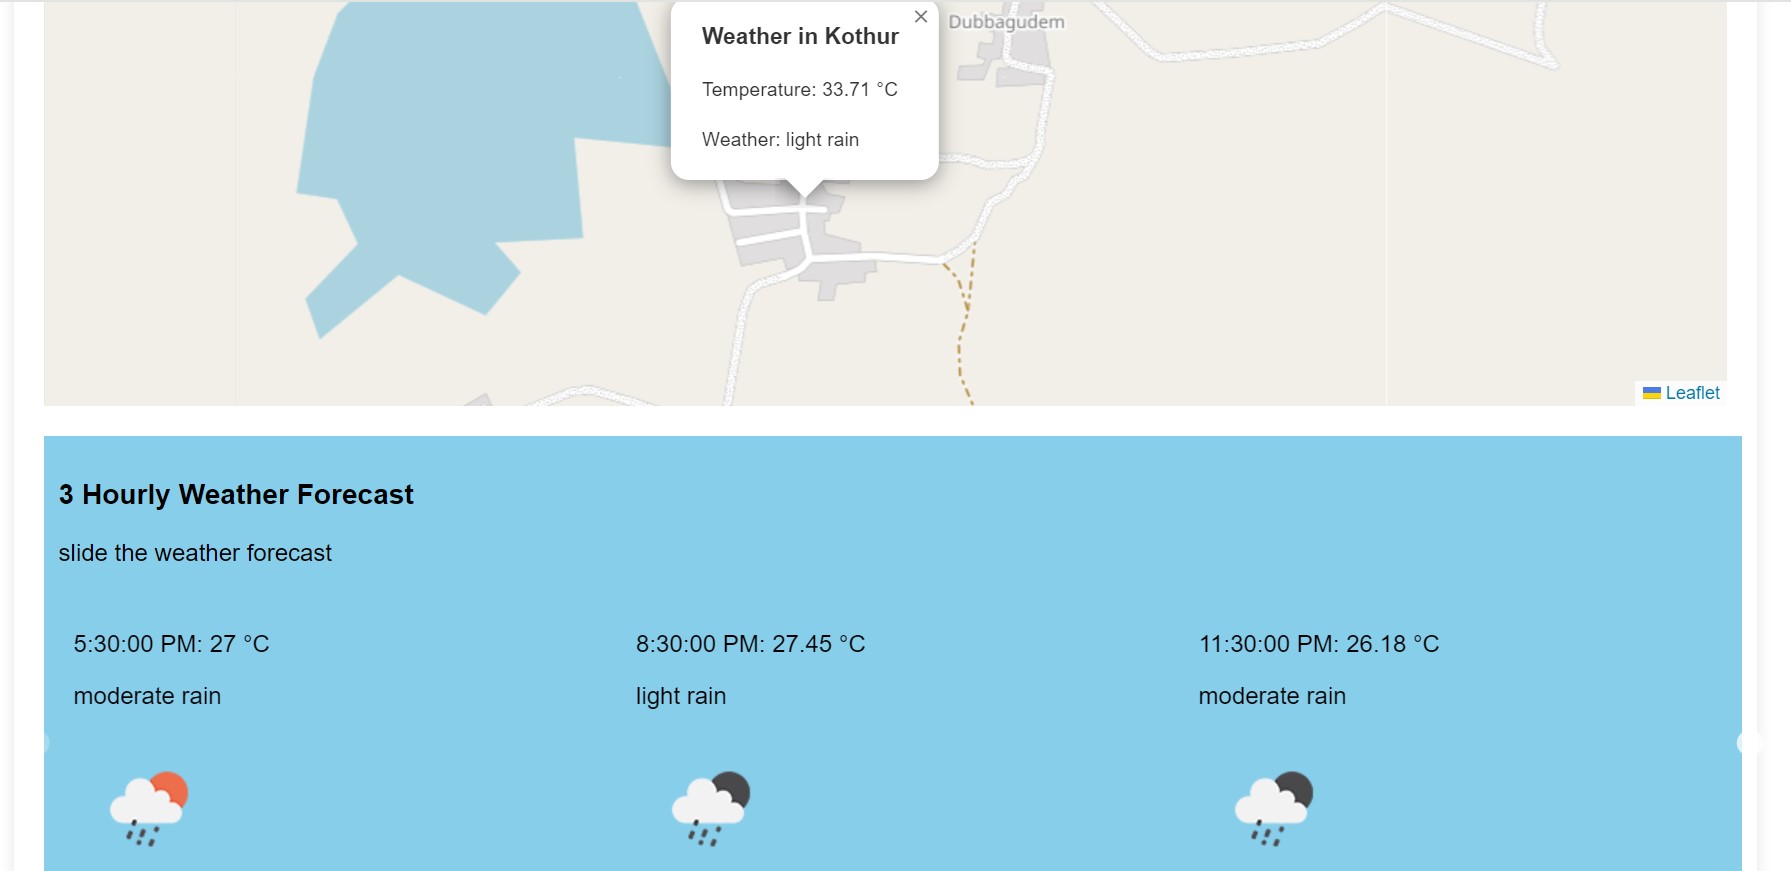 Dubbagudem
×
Weather in Kothur
Temperature: 33.71 °C
Weather: light rain
Leaflet
3 Hourly Weather Forecast
slide the weather forecast
5:30:00 PM: 27 °C
moderate rain
8:30:00 PM: 27.45 °C
light rain
11:30:00 PM: 26.18 °C
moderate rain